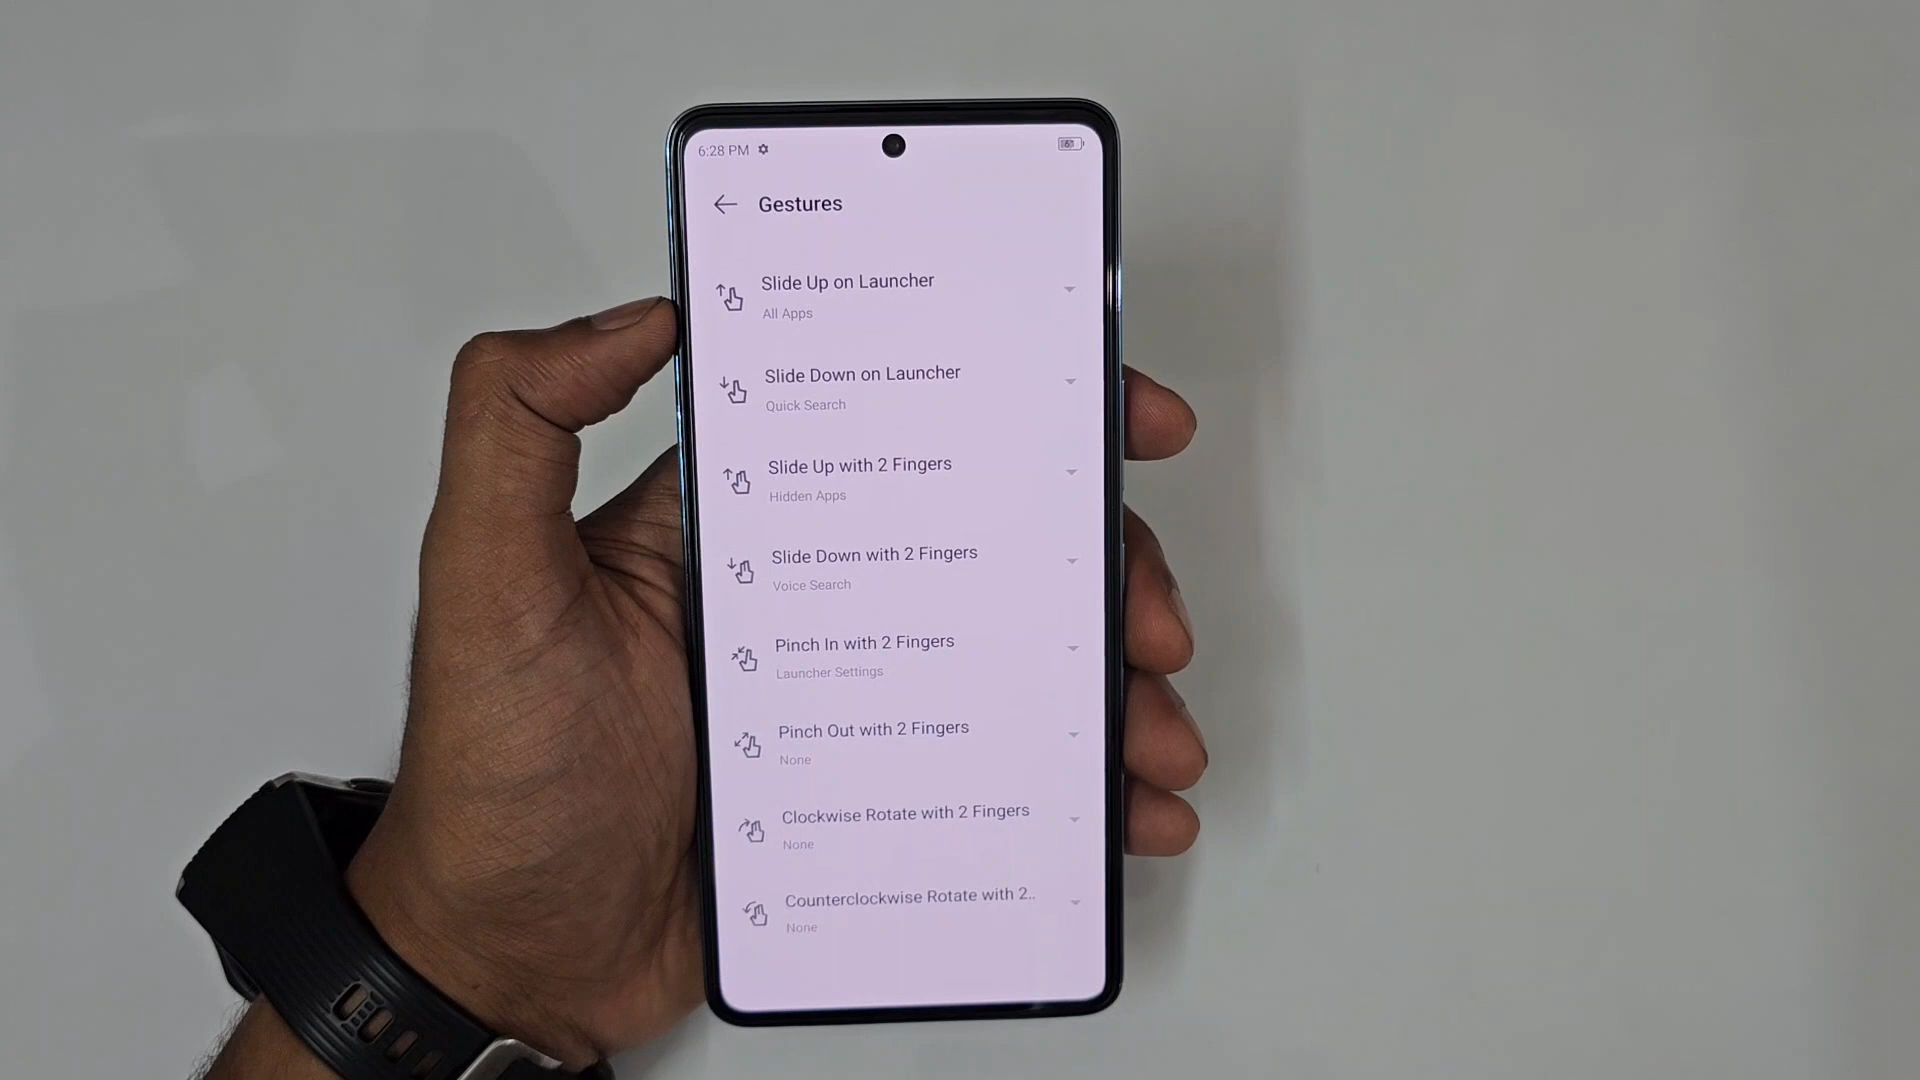 6:28 PM
Gestures
Slide Up on Launcher
All Apps
Slide Down on Launcher
Quick Search
Slide Up with 2 Fingers
Hidden Apps
Slide Down with 2 Fingers
Voice Search
Pinch In with 2 Fingers
Launcher Settings
Pinch Out with 2 Fingers
None
Clockwise Rotate with 2 Fingers
None
Counterclockwise Rotate with 2..
None